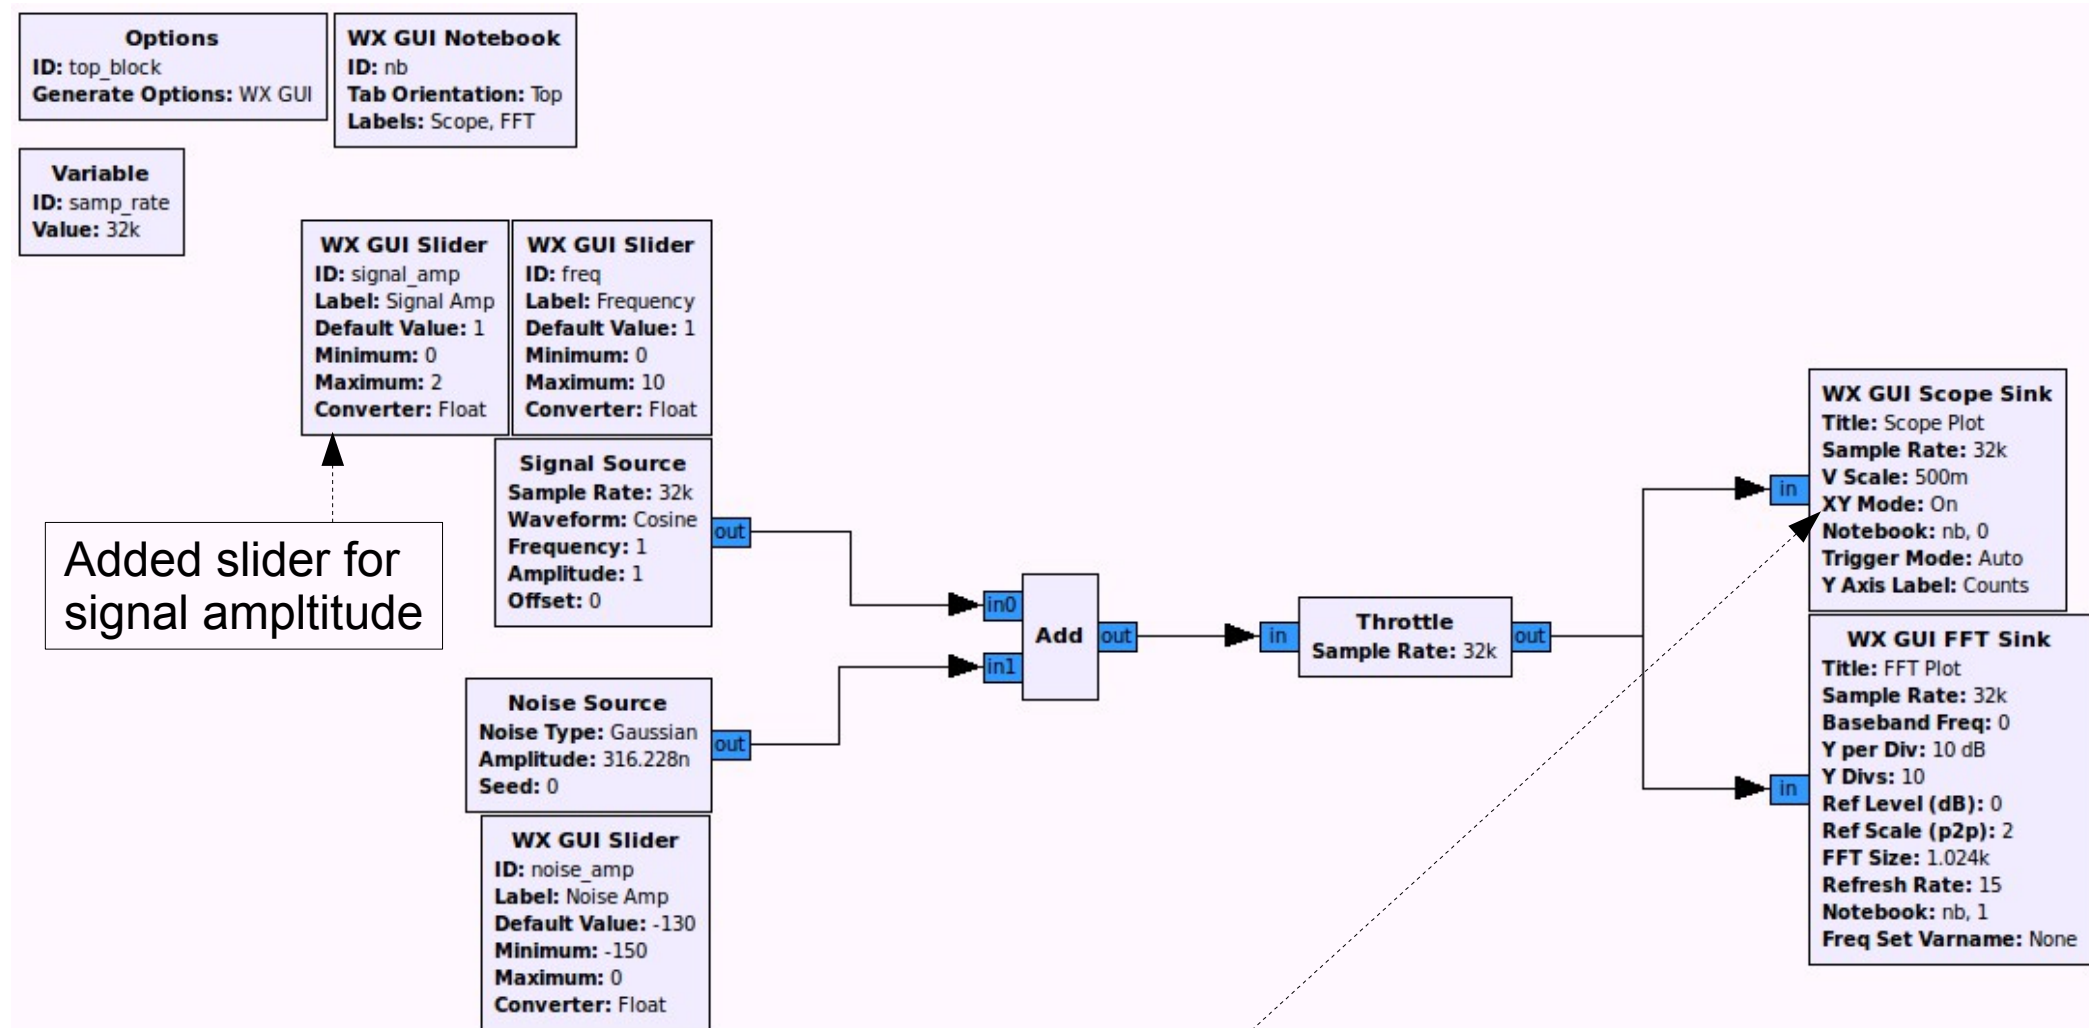 Options
ID: top_block
Generate Options: WX GUI
WX GUI Notebook
ID: nb
Tab Orientation: Top
Labels: Scope, FFT
Variable
ID: samp_rate
Value: 32k
WX GUI Slider
ID: signal_amp
Label: Signal Amp
Default Value: 1
Minimum: 0
Maximum: 2
Converter: Float
WX GUI Slider
ID: freq
Label: Frequency
Default Value: 1
Minimum: 0
Maximum: 10
Converter: Float
Added slider for
signal ampltitude
Signal Source
Sample Rate: 32k
Waveform: Cosine
Frequency: 1
Amplitude: 1
Offset: 0
out
Noise Source
Noise Type: Gaussian
Amplitude: 316.228n
Seed: 0
out
WX GUI Slider
ID: noise_amp
Label: Noise Amp
Default Value: -130
Minimum: -150
Maximum: 0
Converter: Float
in0
in1
Add
out
in
Throttle
Sample Rate: 32k
out
in
WX GUI Scope Sink
Title: Scope Plot
Sample Rate: 32k
V Scale: 500m
XY Mode: On
Notebook: nb, 0
Trigger Mode: Auto
Y Axis Label: Counts
in
WX GUI FFT Sink
Title: FFT Plot
Sample Rate: 32k
Baseband Freq: 0
Y per Div: 10 dB
Y Divs: 10
Ref Level (dB): 0
Ref Scale (p2p): 2
FFT Size: 1.024k
Refresh Rate: 15
Notebook: nb, 1
Freq Set Varname: None